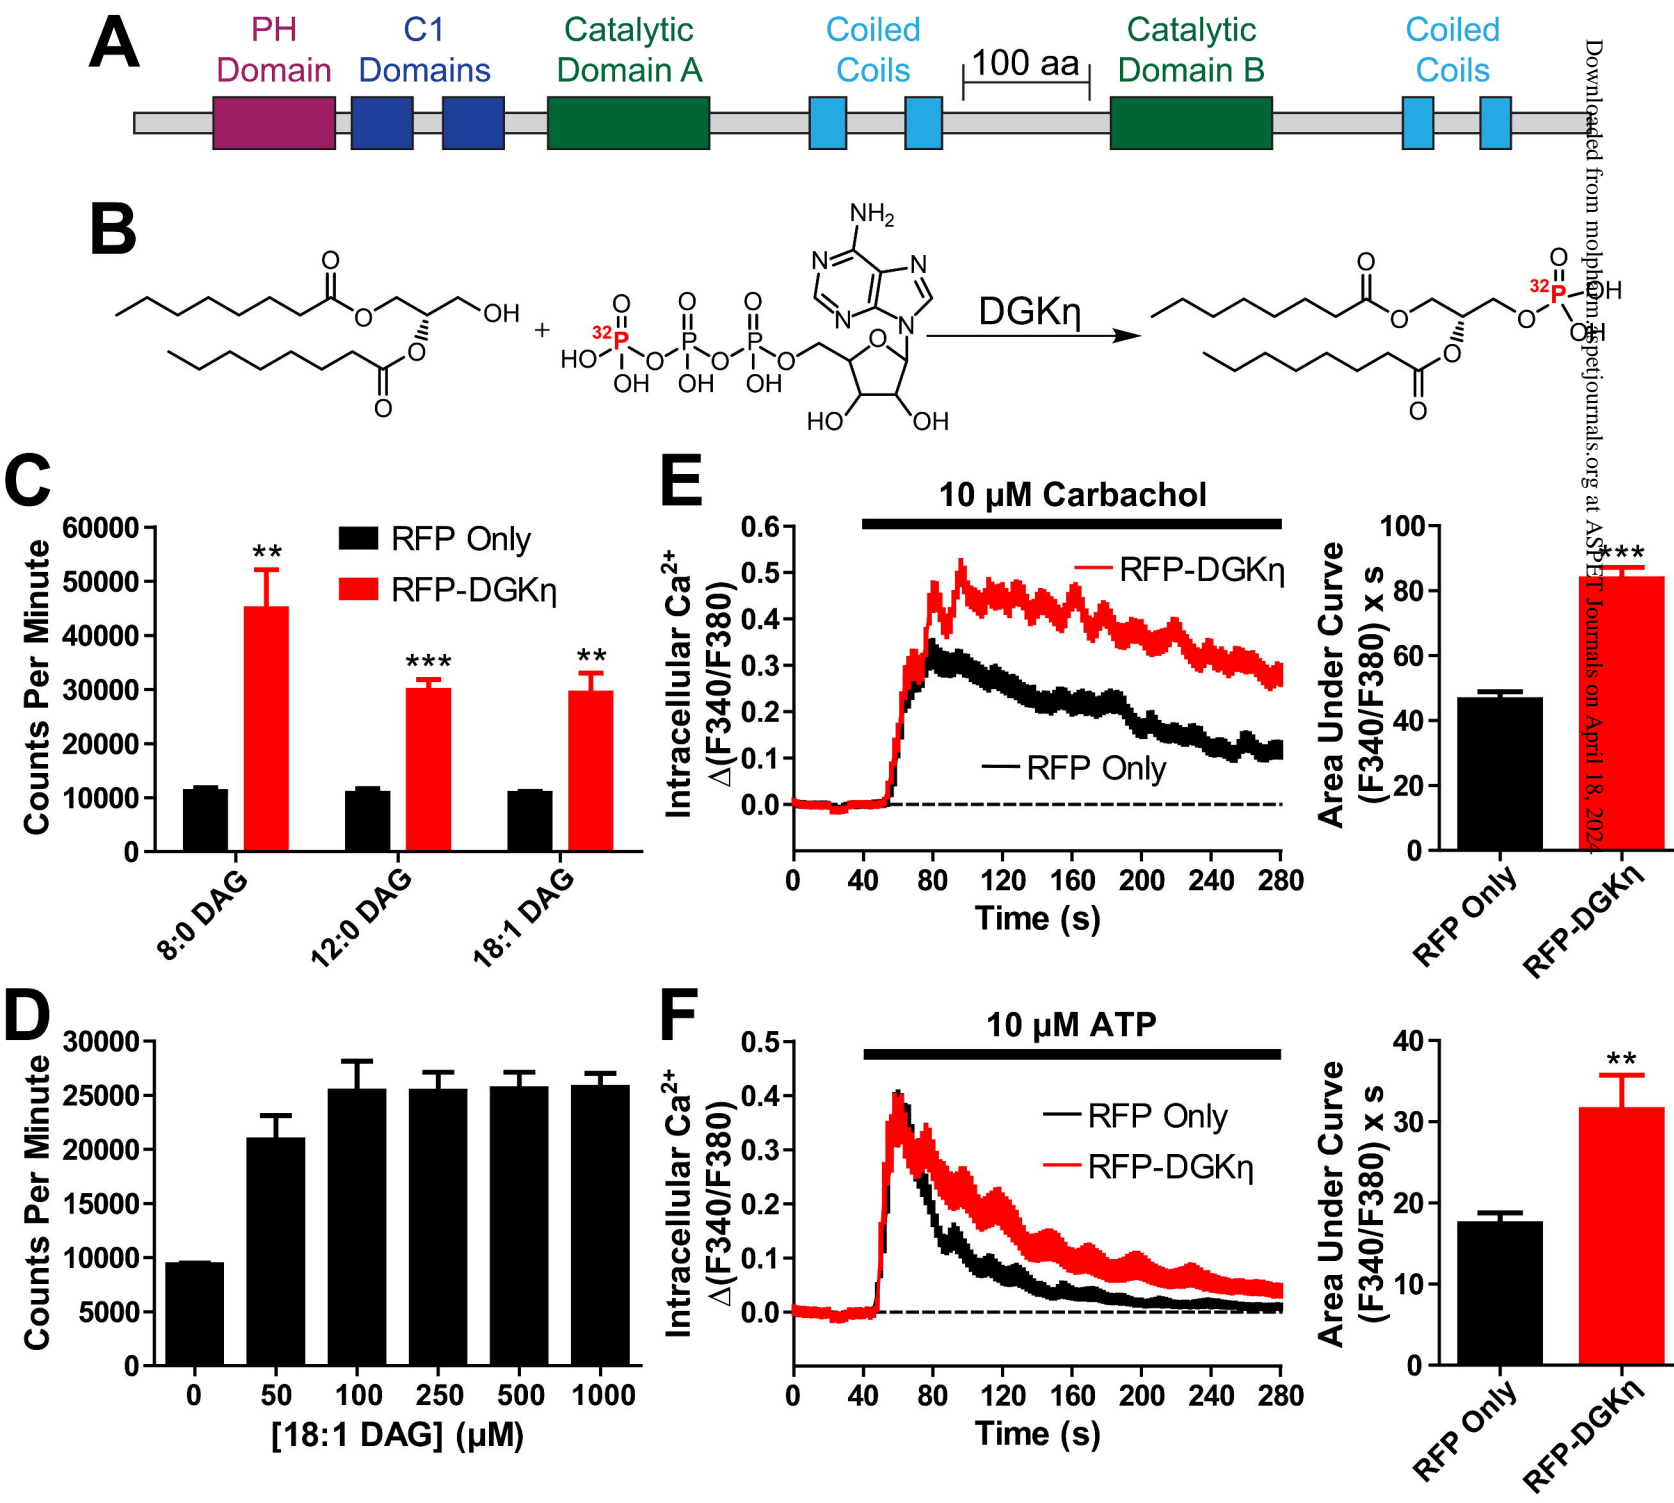 A
PH
Domain
C1
Domains
Catalytic
Domain A
Coiled
Coils
100 aa
Catalytic
Domain B
Coiled
Coils
B
O
O
OH
O
O
+
NH2
N
N
N
N
O
O
O
32P
P
P
HO
O
O
O
OH
OH
OH
O
HO
OH
DGKη
O
O
O
O
O
O
32P
OH
OH
C
Counts Per Minute
60000
50000
40000
30000
20000
10000
0
RFP Only
RFP-DGKη
**
***
**
8:0 DAG
12:0 DAG
18:1 DAG
D
Counts Per Minute
30000
25000
20000
15000
10000
5000
0
0 50 100 250 500 1000
[18:1 DAG] (µM)
E
10 µM Carbachol
Intracellular Ca2+
Δ(F340/F380)
0.6
0.5
0.4
0.3
0.2
0.1
0.0
RFP-DGKη
RFP Only
0 40 80 120 160 200 240 280
Time (s)
Area Under Curve
(F340/F380) x s
100
80
60
40
20
0
***
RFP Only
RFP-DGKη
F
10 µM ATP
Intracellular Ca2+
Δ(F340/F380)
0.5
0.4
0.3
0.2
0.1
0.0
RFP Only
RFP-DGKη
0 40 80 120 160 200 240 280
Time (s)
Area Under Curve
(F340/F380) x s
40
30
20
10
0
**
RFP Only
RFP-DGKη
Downloaded from molpharm.aspetjournals.org at ASPET Journals on April 18, 2024